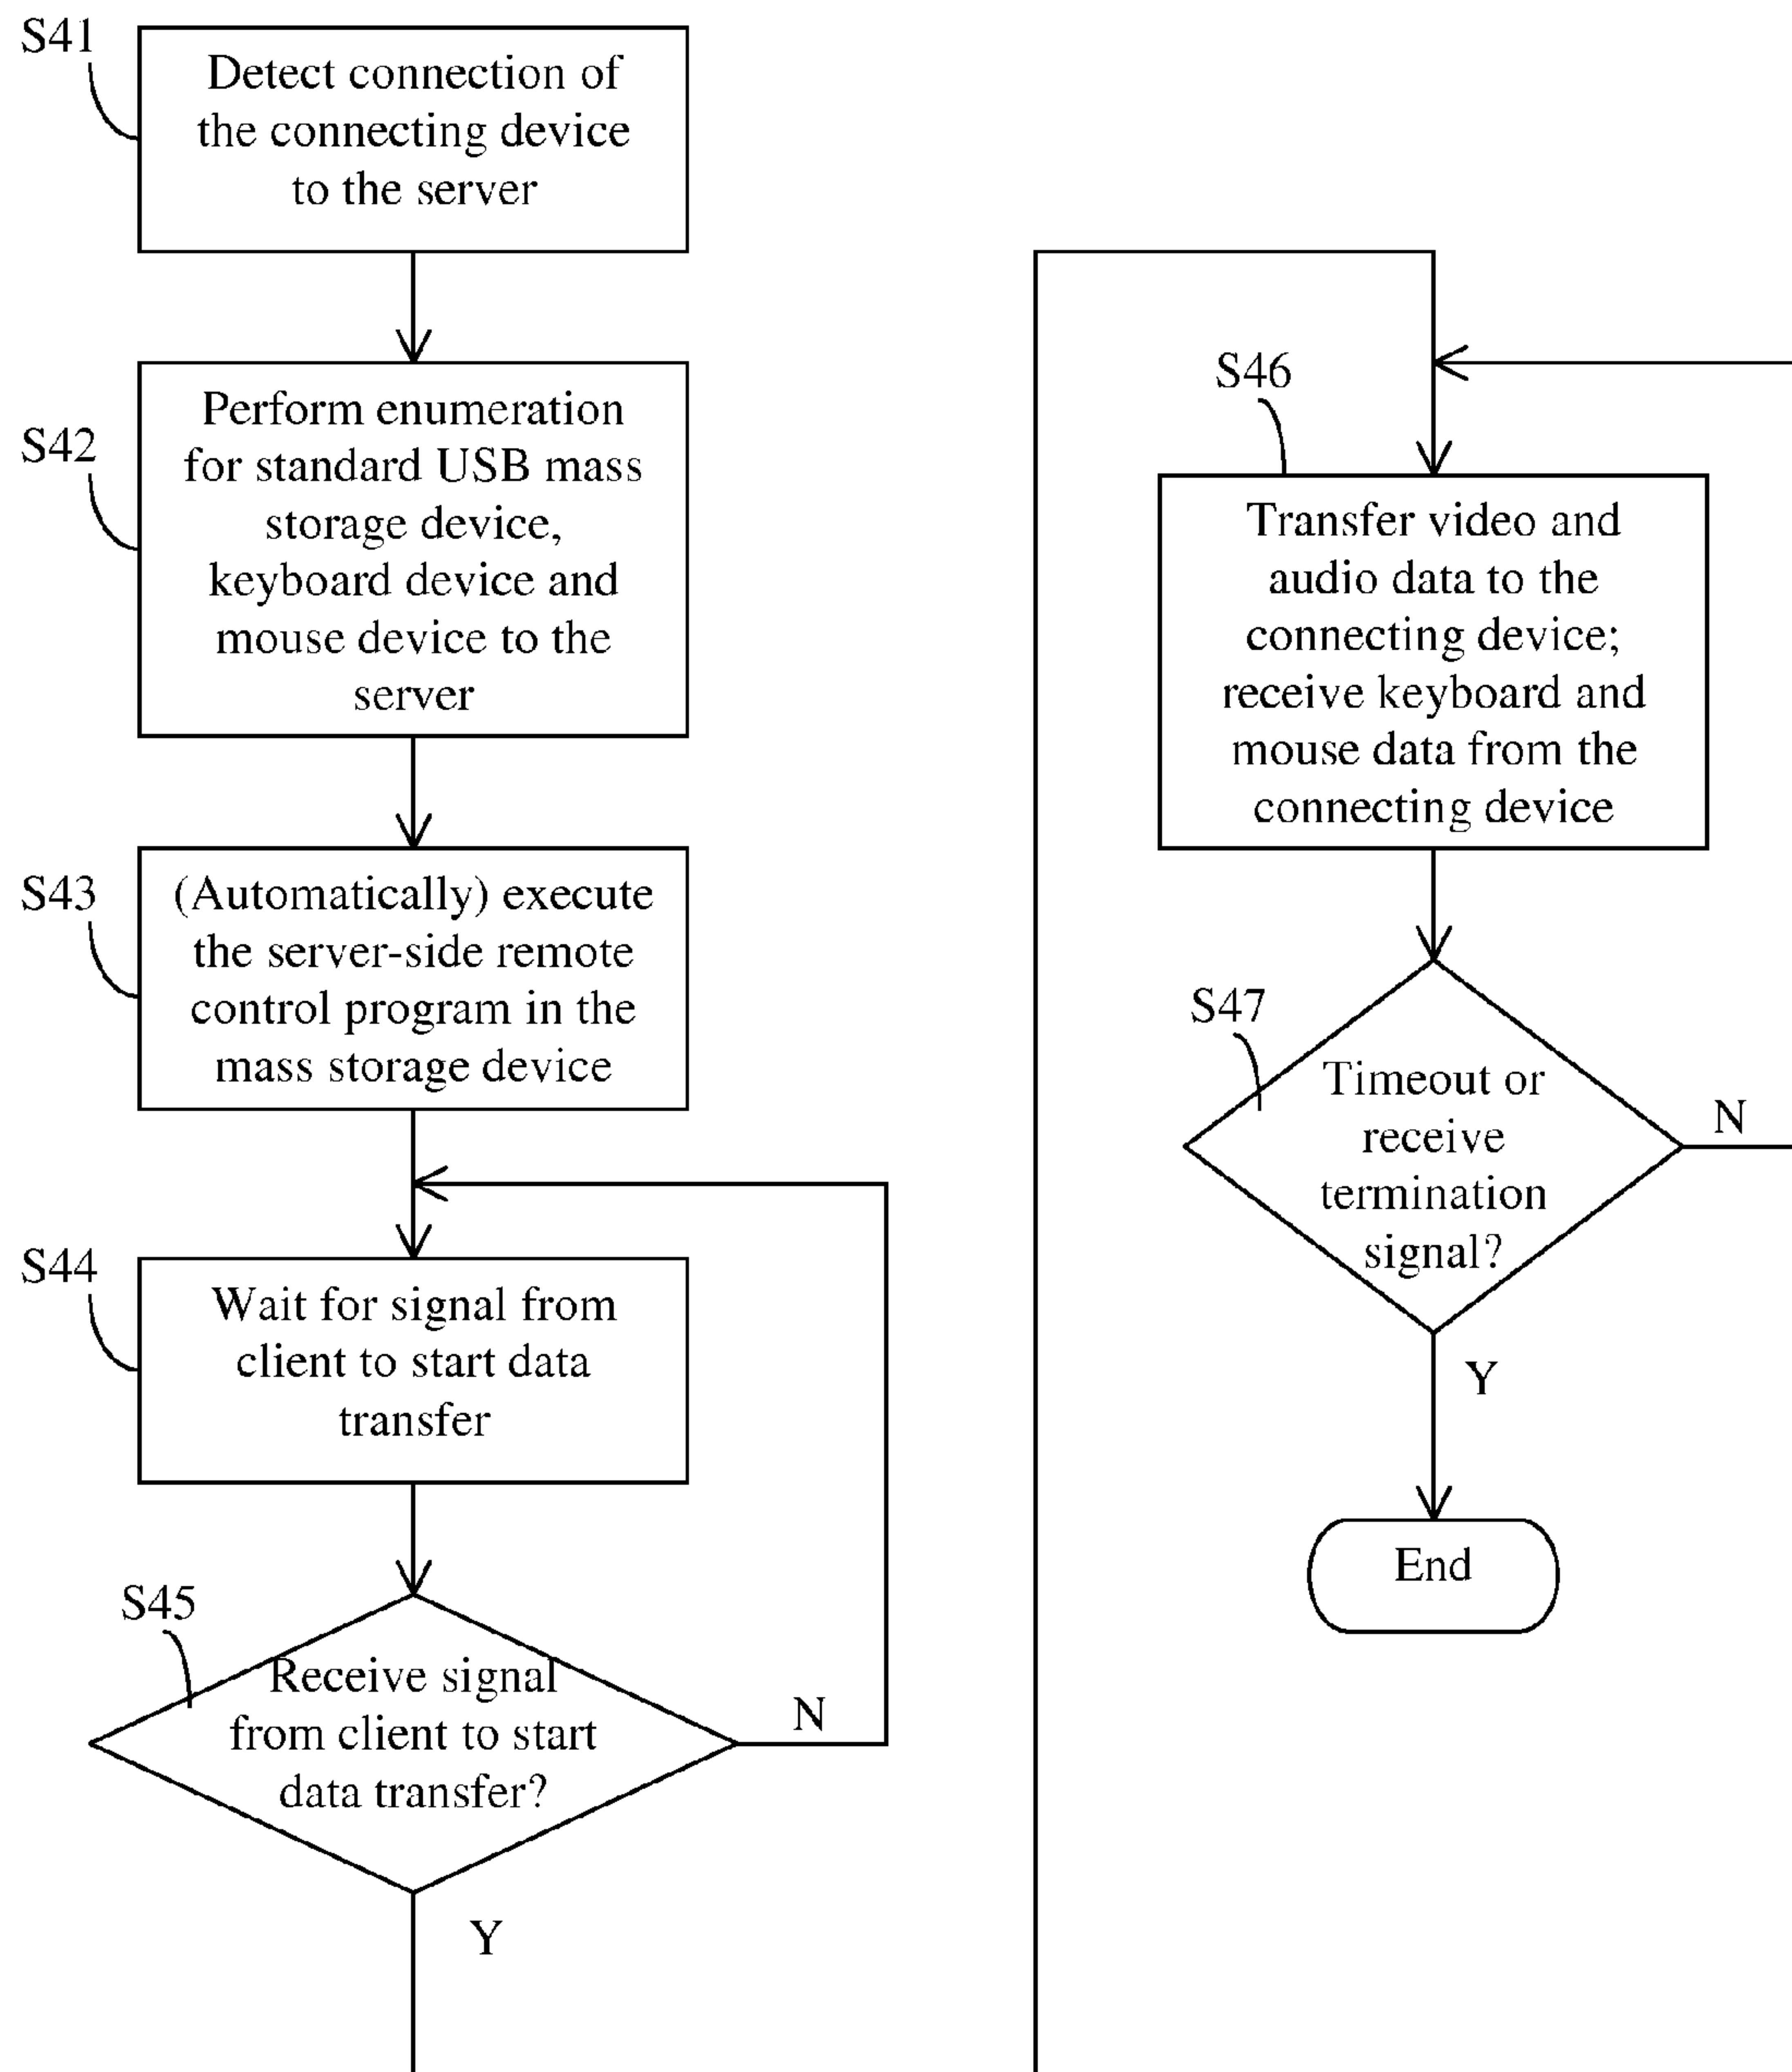 S41
Detect connection of
the connecting device
to the server
S42
Perform enumeration
for standard USB mass
storage device,
keyboard device and
mouse device to the
server
S43
(Automatically) execute
the server-side remote
control program in the
mass storage device
S44
Wait for signal from
client to start data
transfer
S45
Receive signal
from client to start
data transfer?
N
Y
S46
Transfer video and
audio data to the
connecting device;
receive keyboard and
mouse data from the
connecting device
S47
Timeout or
receive
termination
signal?
N
Y
End